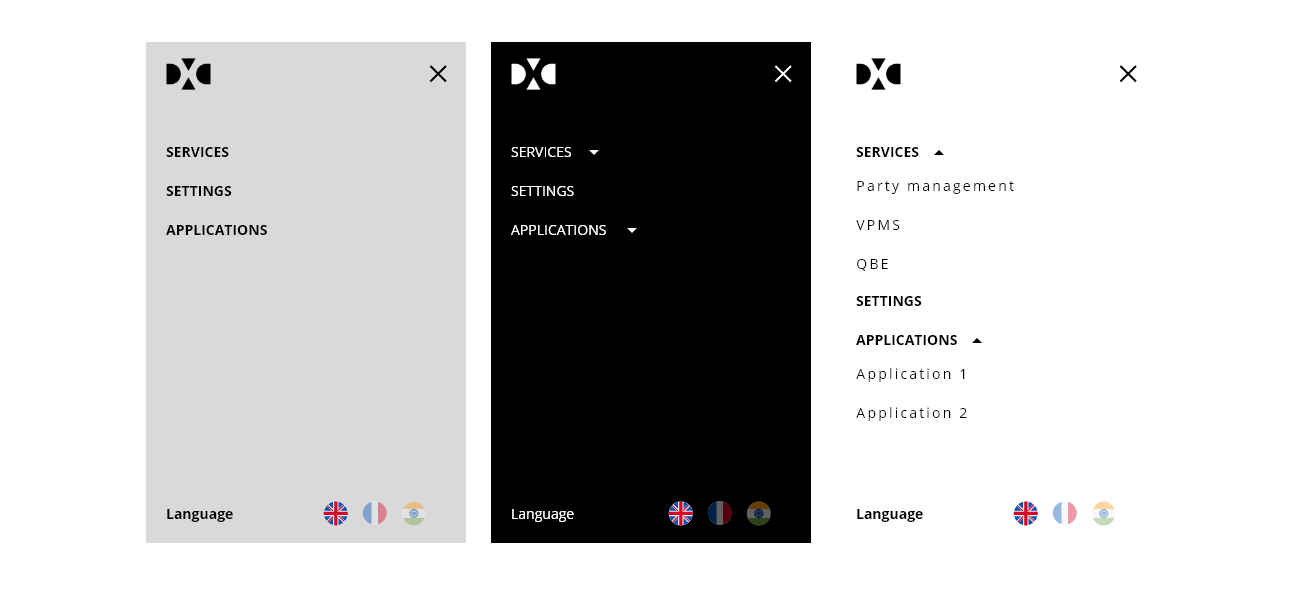 DXC
SERVICES
SETTINGS
APPLICATIONS
Language
DXC
SERVICES
SETTINGS
APPLICATIONS
Language
DXC
SERVICES
Party management
VPMS
QBE
SETTINGS
APPLICATIONS
Application 1
Application 2
Language